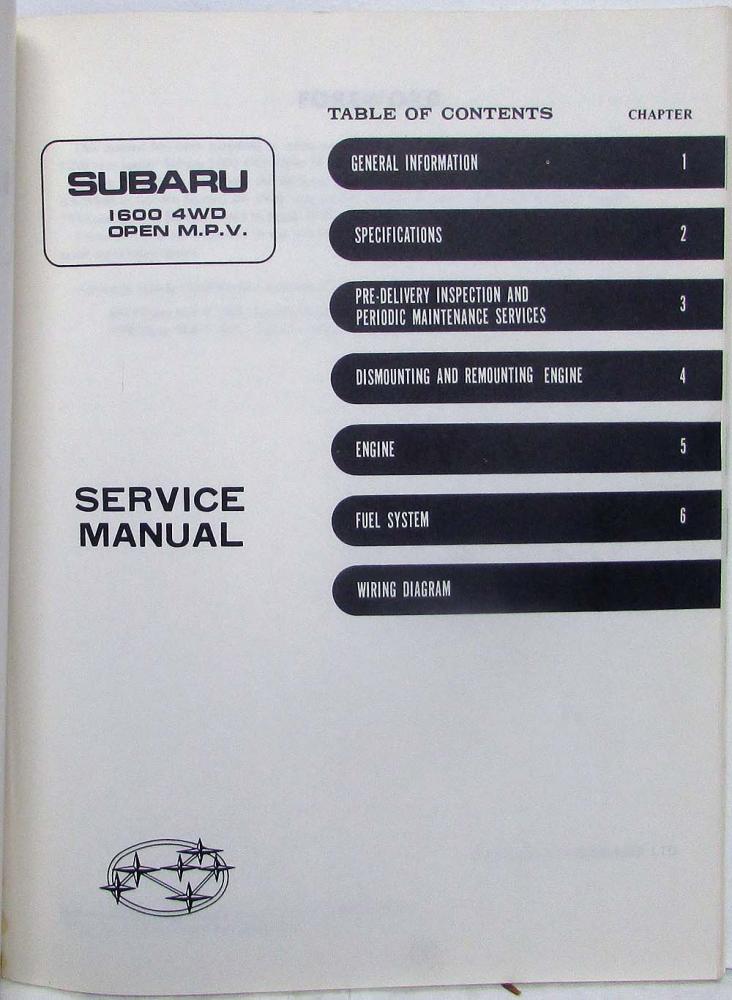 SUBARU
1600 4WD
OPEN M.P.V.
SERVICE
MANUAL
TABLE OF CONTENTS CHAPTER
GENERAL INFORMATION 1
SPECIFICATIONS 2
PRE-DELIVERY INSPECTION AND
PERIODIC MAINTENANCE SERVICES 3
DISMOUNTING AND REMOUNTING ENGINE 4
ENGINE 5
FUEL SYSTEM 6
WIRING DIAGRAM